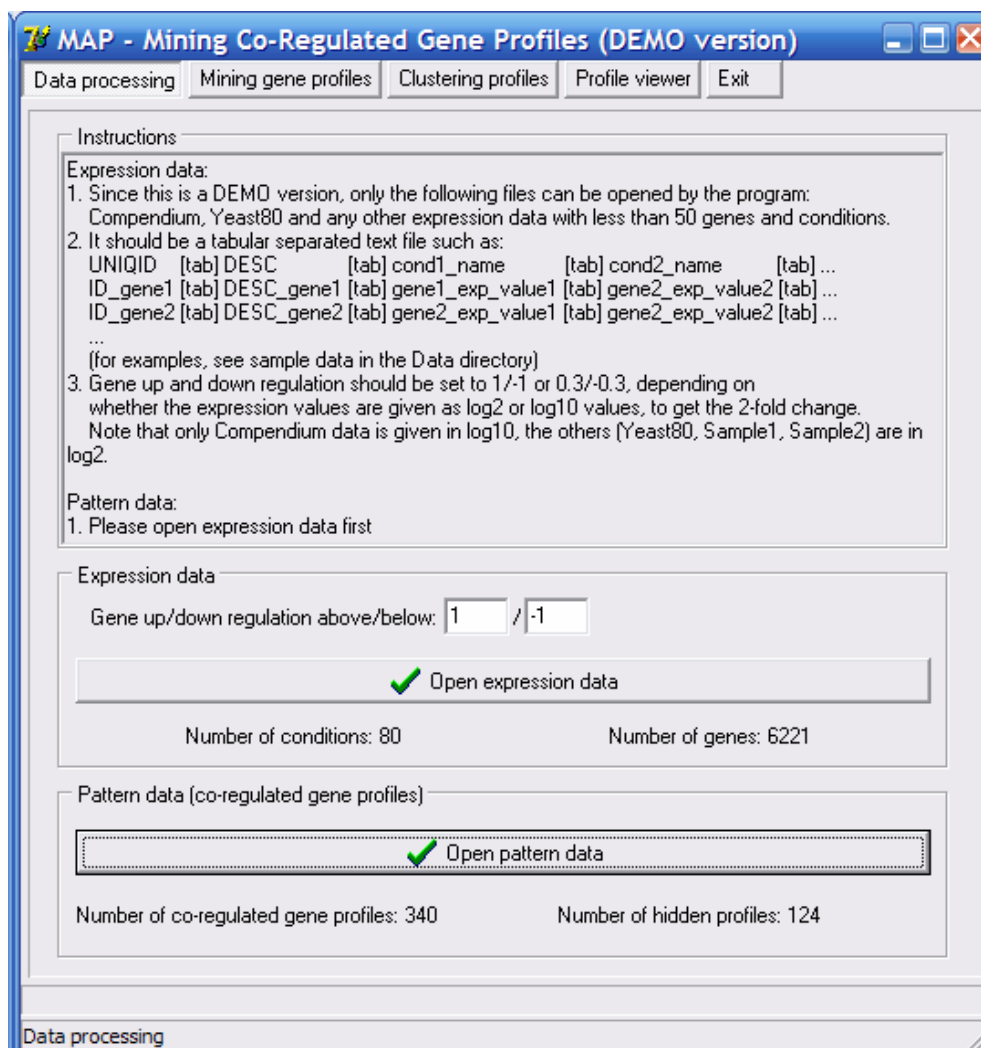 MAP - Mining Co-Regulated Gene Profiles (DEMO version)
Data processing Mining gene profiles Clustering profiles Profile viewer Exit
Instructions
Expression data:
1. Since this is a DEMO version, only the following files can be opened by the program:
Compendium, Yeast80 and any other expression data with less than 50 genes and conditions.
2. It should be a tabular separated text file such as:
UNIQID [tab] DESC [tab] cond1_name [tab] cond2_name [tab] ...
ID_gene1 [tab] DESC_gene1 [tab] gene1_exp_value1 [tab] gene2_exp_value2 [tab] ...
ID_gene2 [tab] DESC_gene2 [tab] gene2_exp_value1 [tab] gene2_exp_value2 [tab] ...
...
(for examples, see sample data in the Data directory)
3. Gene up and down regulation should be set to 1/-1 or 0.3/-0.3, depending on
whether the expression values are given as log2 or log10 values, to get the 2-fold change.
Note that only Compendium data is given in log10, the others (Yeast80, Sample1, Sample2) are in
log2.
Pattern data:
1. Please open expression data first
Expression data
Gene up/down regulation above/below: 1 / -1
Open expression data
Number of conditions: 80 Number of genes: 6221
Pattern data (co-regulated gene profiles)
Open pattern data
Number of co-regulated gene profiles: 340 Number of hidden profiles: 124
Data processing